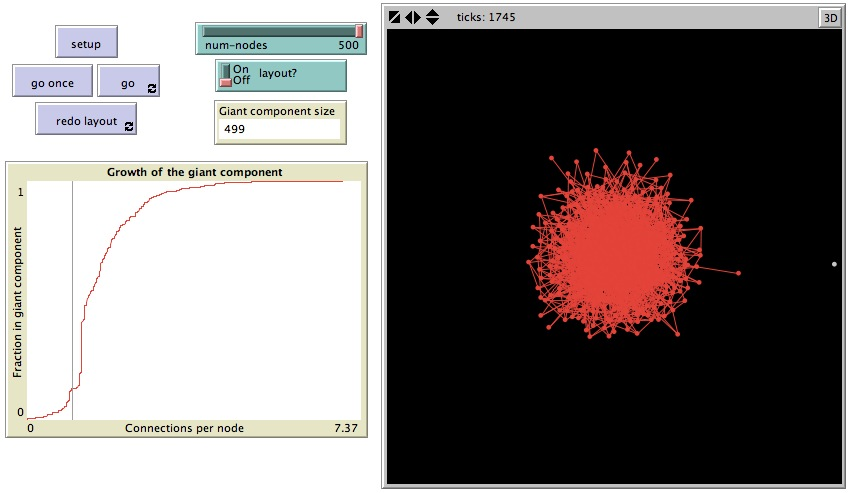 setup
go once
go
redo layout
num-nodes 500
On
Off
layout?
Giant component size
499
Growth of the giant component
1
Fraction in giant component
0
0
Connections per node
7.37
ticks: 1745
3D